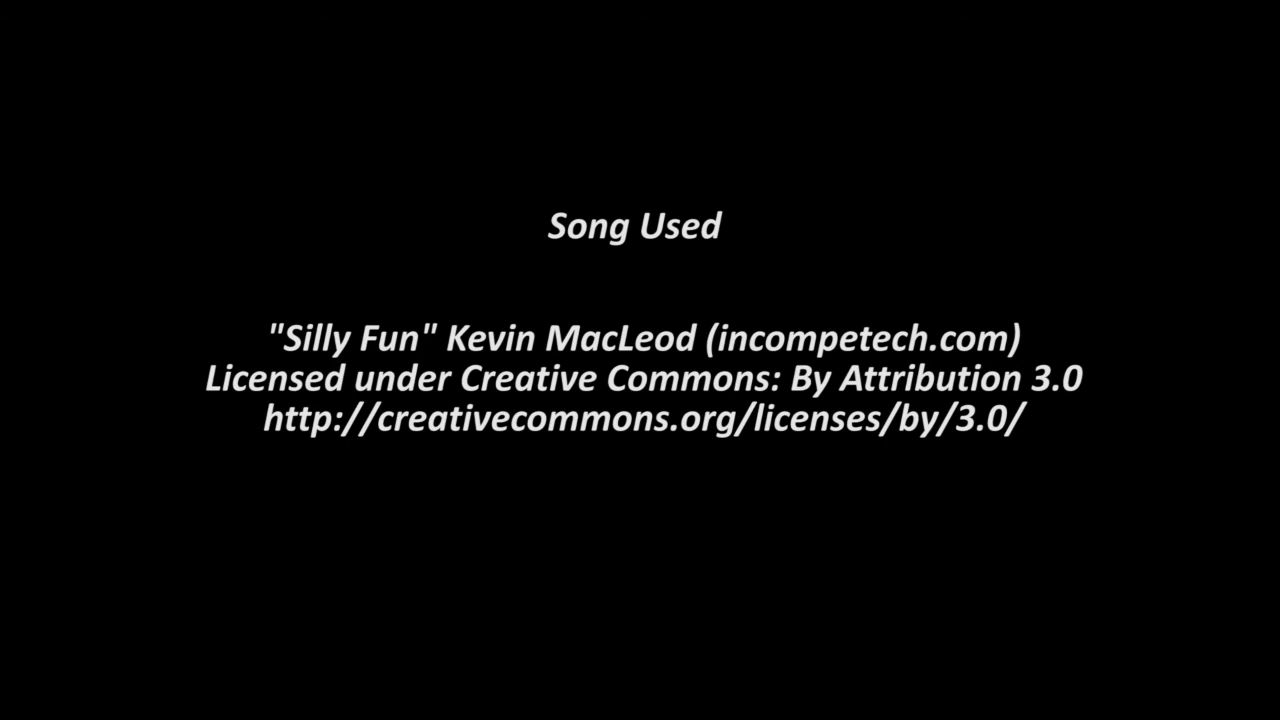 Song Used
"Silly Fun" Kevin MacLeod (incompetech.com)
Licensed under Creative Commons: By Attribution 3.0
http://creativecommons.org/licenses/by/3.0/